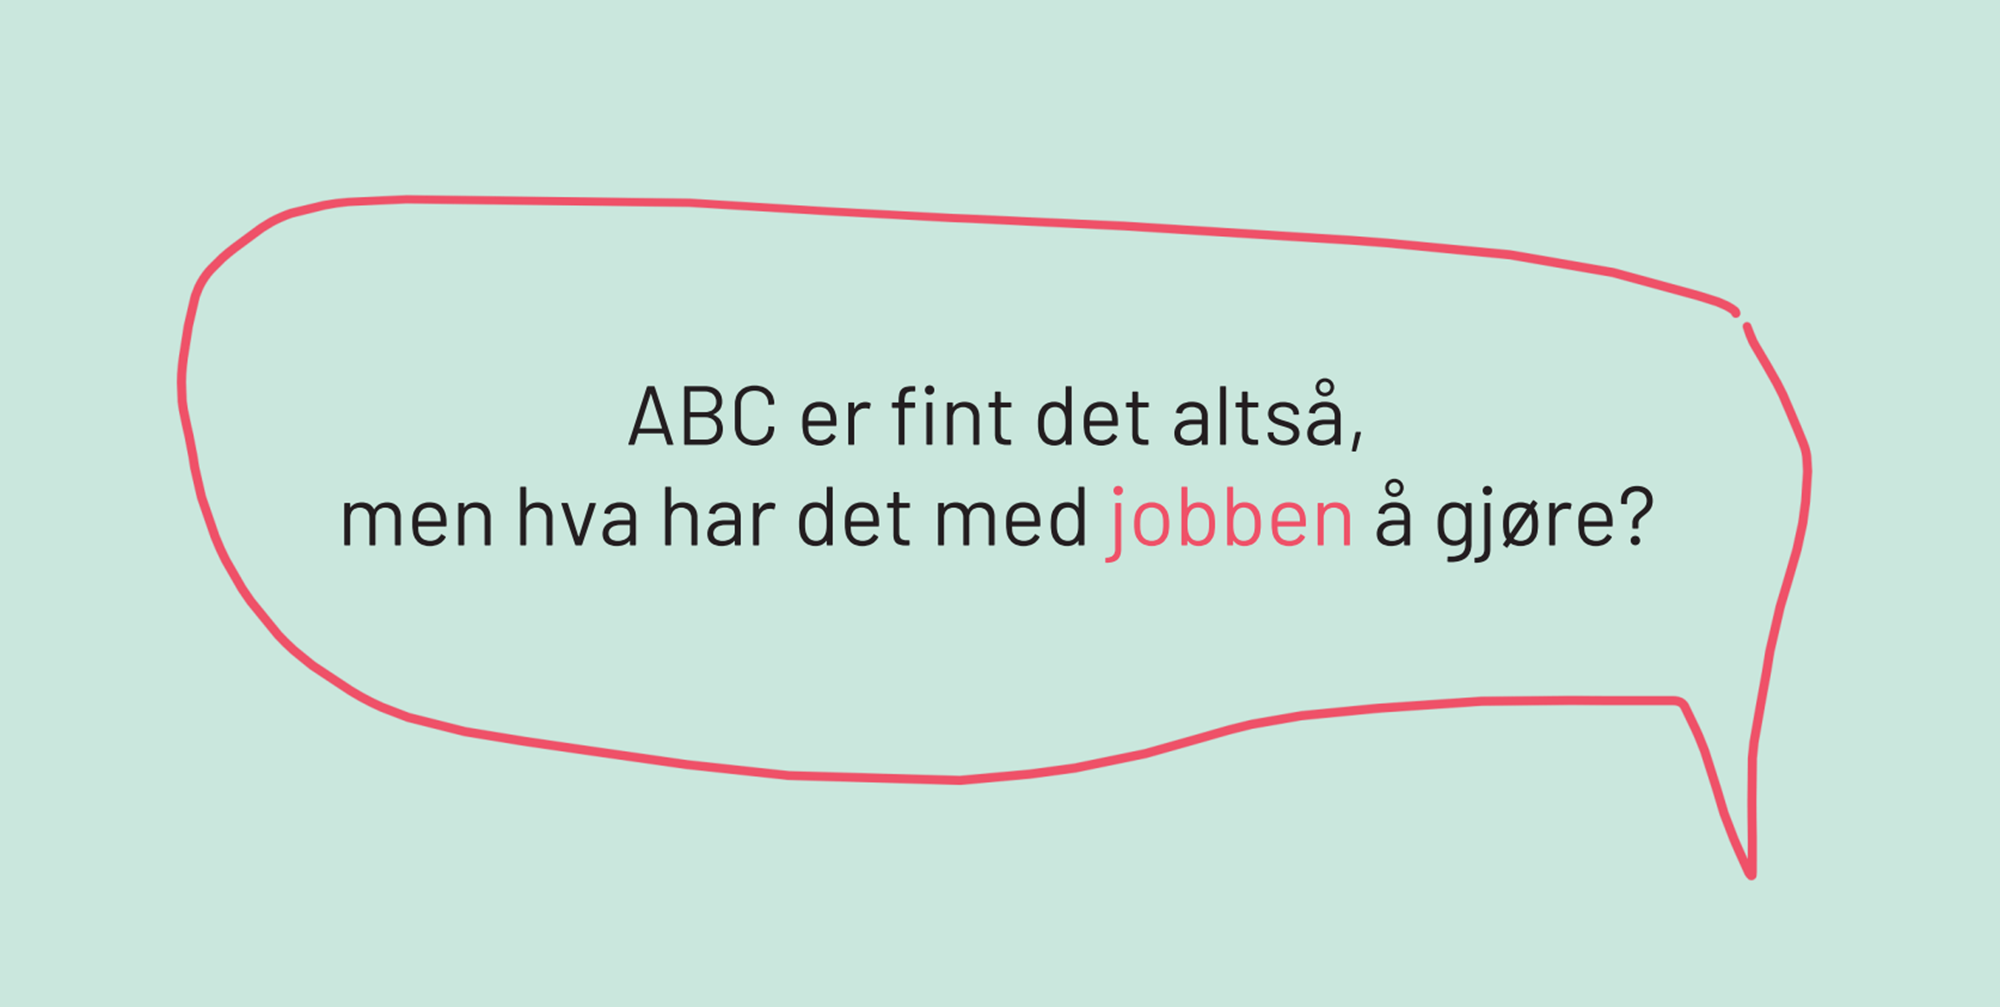 ABC er fint det altså,
men hva har det med jobben å gjøre?